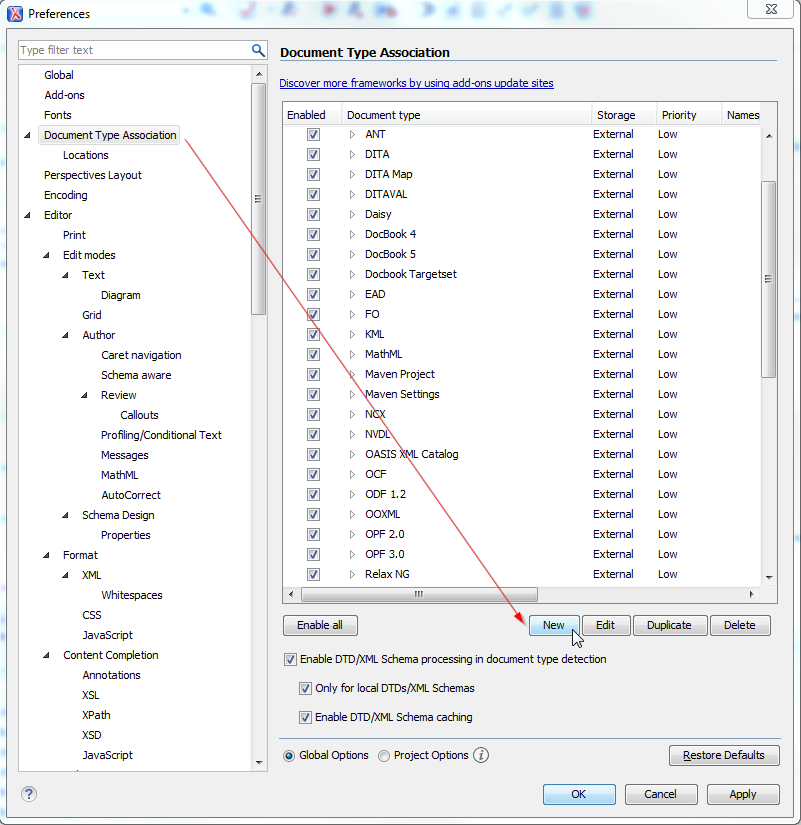 Preferences
Type filter text
Global
Add-ons
Fonts
Document Type Association
Locations
Perspectives Layout
Encoding
Editor
Print
Edit modes
Text
Diagram
Grid
Author
Caret navigation
Schema aware
Review
Callouts
Profiling/Conditional Text
Messages
MathML
AutoCorrect
Schema Design
Properties
Format
XML
Whitespaces
CSS
JavaScript
Content Completion
Annotations
XSL
XPath
XSD
JavaScript
Document Type Association
Discover more frameworks by using add-ons update sites
Enabled Document type Storage Priority Names
ANT External Low
DITA External Low
DITA Map External Low
DITAVAL External Low
Daisy External Low
DocBook 4 External Low
DocBook 5 External Low
Docbook Targetset External Low
EAD External Low
FO External Low
KML External Low
MathML External Low
Maven Project External Low
Maven Settings External Low
NCX External Low
NVDL External Low
OASIS XML Catalog External Low
OCF External Low
ODF 1.2 External Low
OOXML External Low
OPF 2.0 External Low
OPF 3.0 External Low
Relax NG External Low
Enable all New Edit Duplicate Delete
Enable DTD/XML Schema processing in document type detection
Only for local DTDs/XML Schemas
Enable DTD/XML Schema caching
Global Options Project Options i
Restore Defaults
? OK Cancel Apply